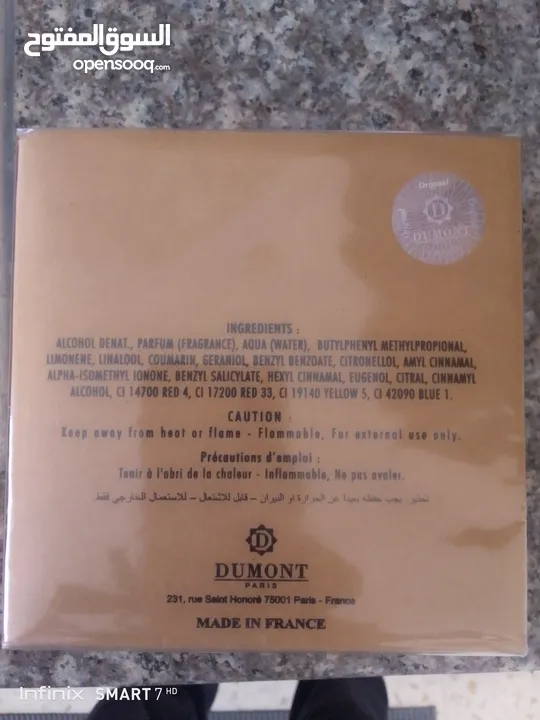 السوق المفتوح
opensooq.com
Original
D
DUMONT
INGREDIENTS :
ALCOHOL DENAT., PARFUM (FRAGRANCE), AQUA (WATER), BUTYLPHENYL METHYLPROPIONAL,
LIMONENE, LINALOOL, COUMARIN, GERANIOL, BENZYL BENZOATE, CITRONELLOL, AMYL CINNAMAL,
ALPHA-ISOMETHYL IONONE, BENZYL SALICYLATE, HEXYL CINNAMAL, EUGENOL, CITRAL, CINNAMYL
ALCOHOL, CI 14700 RED 4, CI 17200 RED 33, CI 19140 YELLOW 5, CI 42090 BLUE 1.
CAUTION :
Keep away from heat or flame - Flammable, For external use only.
Précautions d'emploi :
Tenir à l'abri de la chaleur - Inflammable, Ne pas avaler.
تحذير يجب حفظه بعيدا عن الحرارة او النيران – قابل للاشتعال – للاستعمال الخارجي فقط.
D
DUMONT
PARIS
231, rue Saint Honoré 75001 Paris - France
MADE IN FRANCE
Infinix SMART 7 HD